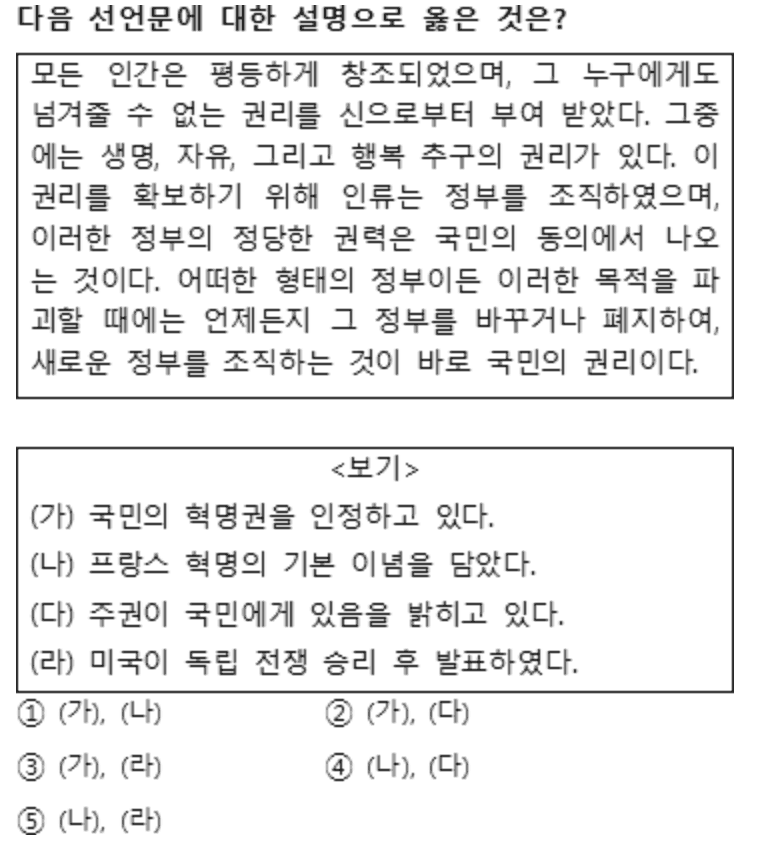 다음 선언문에 대한 설명으로 옳은 것은?
모든 인간은 평등하게 창조되었으며, 그 누구에게도
넘겨줄 수 없는 권리를 신으로부터 부여 받았다. 그중
에는 생명, 자유, 그리고 행복 추구의 권리가 있다. 이
권리를 확보하기 위해 인류는 정부를 조직하였으며,
이러한 정부의 정당한 권력은 국민의 동의에서 나오
는 것이다. 어떠한 형태의 정부이든 이러한 목적을 파
괴할 때에는 언제든지 그 정부를 바꾸거나 폐지하여,
새로운 정부를 조직하는 것이 바로 국민의 권리이다.
<보기>
(가) 국민의 혁명권을 인정하고 있다.
(나) 프랑스 혁명의 기본 이념을 담았다.
(다) 주권이 국민에게 있음을 밝히고 있다.
(라) 미국이 독립 전쟁 승리 후 발표하였다.
① (가), (나) ② (가), (다)
③ (가), (라) ④ (나), (다)
⑤ (나), (라)